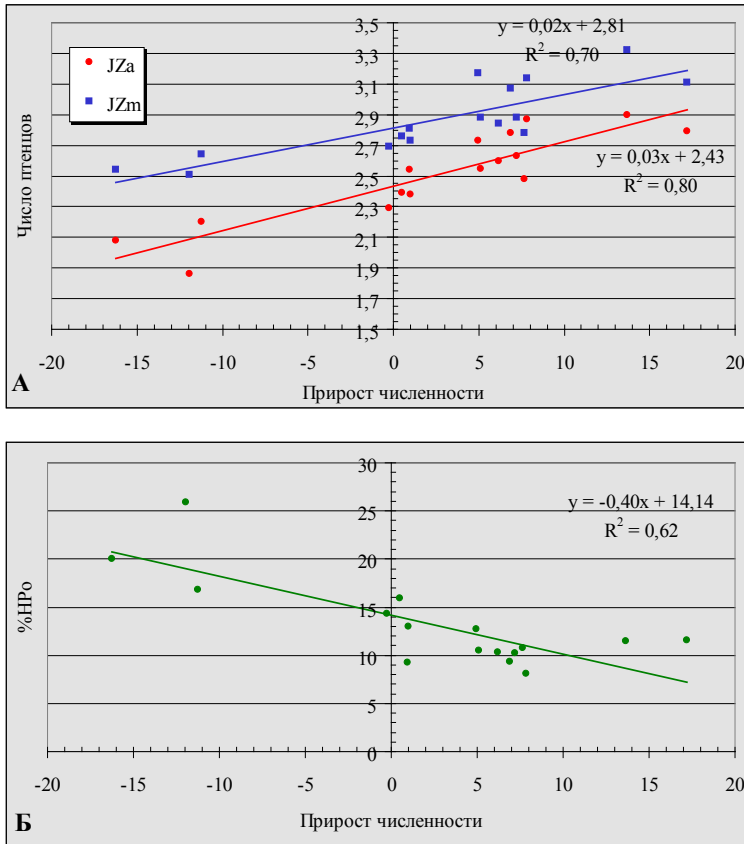 3,5
3,3
3,1
2,9
2,7
2,5
2,3
2,1
1,9
1,7
1,5
Число птенцов
JZa
JZm
y = 0,02x + 2,81
R² = 0,70
y = 0,03x + 2,43
R² = 0,80
-20 -15 -10 -5 0 5 10 15 20
Прирост численности
А
30
25
20
15
10
5
0
%HPo
y = -0,40x + 14,14
R² = 0,62
-20 -15 -10 -5 0 5 10 15 20
Прирост численности
Б